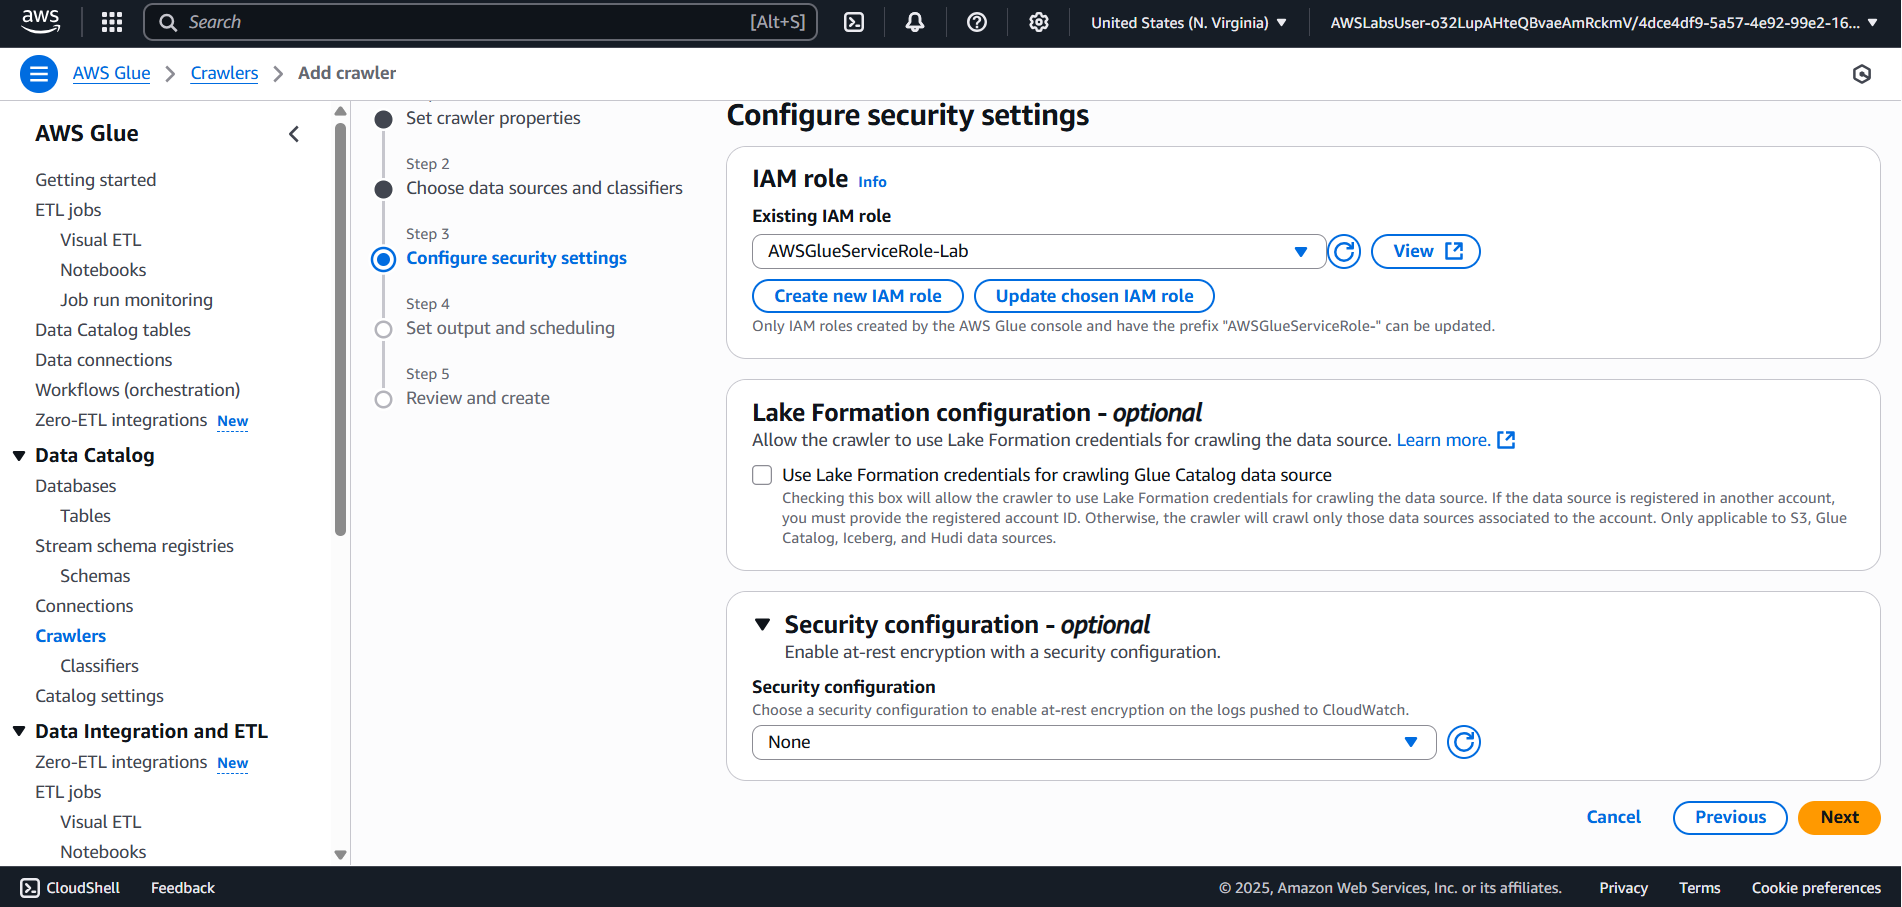 aws
Search
[Alt+S]
United States (N. Virginia)
AWSLabsUser-o32LupAHteQBvaeAmRckmV/4dce4df9-5a57-4e92-99e2-16...
AWS Glue
Crawlers
Add crawler
AWS Glue
Getting started
ETL jobs
Visual ETL
Notebooks
Job run monitoring
Data Catalog tables
Data connections
Workflows (orchestration)
Zero-ETL integrations New
Data Catalog
Databases
Tables
Stream schema registries
Schemas
Connections
Crawlers
Classifiers
Catalog settings
Data Integration and ETL
Zero-ETL integrations New
ETL jobs
Visual ETL
Notebooks
Set crawler properties
Step 2
Choose data sources and classifiers
Step 3
Configure security settings
Step 4
Set output and scheduling
Step 5
Review and create
Configure security settings
IAM role Info
Existing IAM role
AWSGlueServiceRole-Lab
View
Create new IAM role
Update chosen IAM role
Only IAM roles created by the AWS Glue console and have the prefix "AWSGlueServiceRole-" can be updated.
Lake Formation configuration - optional
Allow the crawler to use Lake Formation credentials for crawling the data source. Learn more.
Use Lake Formation credentials for crawling Glue Catalog data source
Checking this box will allow the crawler to use Lake Formation credentials for crawling the data source. If the data source is registered in another account,
you must provide the registered account ID. Otherwise, the crawler will crawl only those data sources associated to the account. Only applicable to S3, Glue
Catalog, Iceberg, and Hudi data sources.
Security configuration - optional
Enable at-rest encryption with a security configuration.
Security configuration
Choose a security configuration to enable at-rest encryption on the logs pushed to CloudWatch.
None
Cancel
Previous
Next
CloudShell
Feedback
© 2025, Amazon Web Services, Inc. or its affiliates.
Privacy
Terms
Cookie preferences